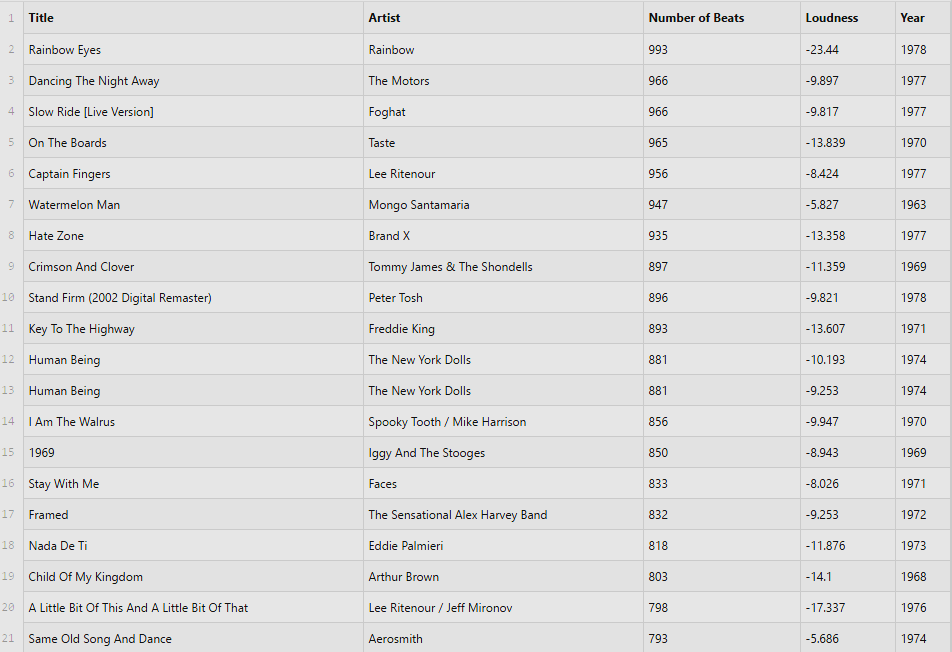 1 Title Artist Number of Beats Loudness Year
2 Rainbow Eyes Rainbow 993 -23.44 1978
3 Dancing The Night Away The Motors 966 -9.897 1977
4 Slow Ride [Live Version] Foghat 966 -9.817 1977
5 On The Boards Taste 965 -13.839 1970
6 Captain Fingers Lee Ritenour 956 -8.424 1977
7 Watermelon Man Mongo Santamaria 947 -5.827 1963
8 Hate Zone Brand X 935 -13.358 1977
9 Crimson And Clover Tommy James & The Shondells 897 -11.359 1969
10 Stand Firm (2002 Digital Remaster) Peter Tosh 896 -9.821 1978
11 Key To The Highway Freddie King 893 -13.607 1971
12 Human Being The New York Dolls 881 -10.193 1974
13 Human Being The New York Dolls 881 -9.253 1974
14 I Am The Walrus Spooky Tooth / Mike Harrison 856 -9.947 1970
15 1969 Iggy And The Stooges 850 -8.943 1969
16 Stay With Me Faces 833 -8.026 1971
17 Framed The Sensational Alex Harvey Band 832 -9.253 1972
18 Nada De Ti Eddie Palmieri 818 -11.876 1973
19 Child Of My Kingdom Arthur Brown 803 -14.1 1968
20 A Little Bit Of This And A Little Bit Of That Lee Ritenour / Jeff Mironov 798 -17.337 1976
21 Same Old Song And Dance Aerosmith 793 -5.686 1974